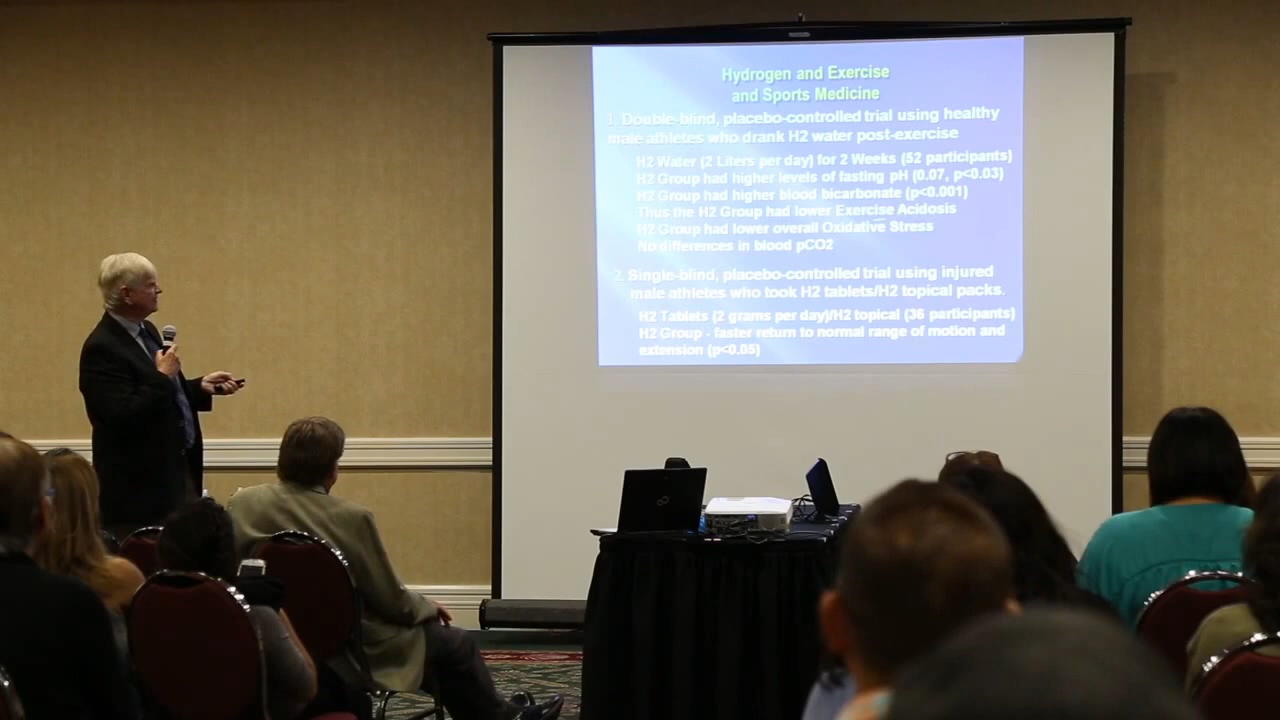 Hydrogen and Exercise
and Sports Medicine
1. Double-blind, placebo-controlled trial using healthy
male athletes who drank H2 water post-exercise
H2 Water (2 Liters per day) for 2 Weeks (52 participants)
H2 Group had higher levels of fasting pH (0.07, p<0.03)
H2 Group had higher blood bicarbonate (p<0.001)
Thus the H2 Group had lower Exercise Acidosis
H2 Group had lower overall Oxidative Stress
No differences in blood pCO2
2. Single-blind, placebo-controlled trial using injured
male athletes who took H2 tablets/H2 topical packs.
H2 Tablets (2 grams per day)/H2 topical (36 participants)
H2 Group - faster return to normal range of motion and
extension (p<0.05)